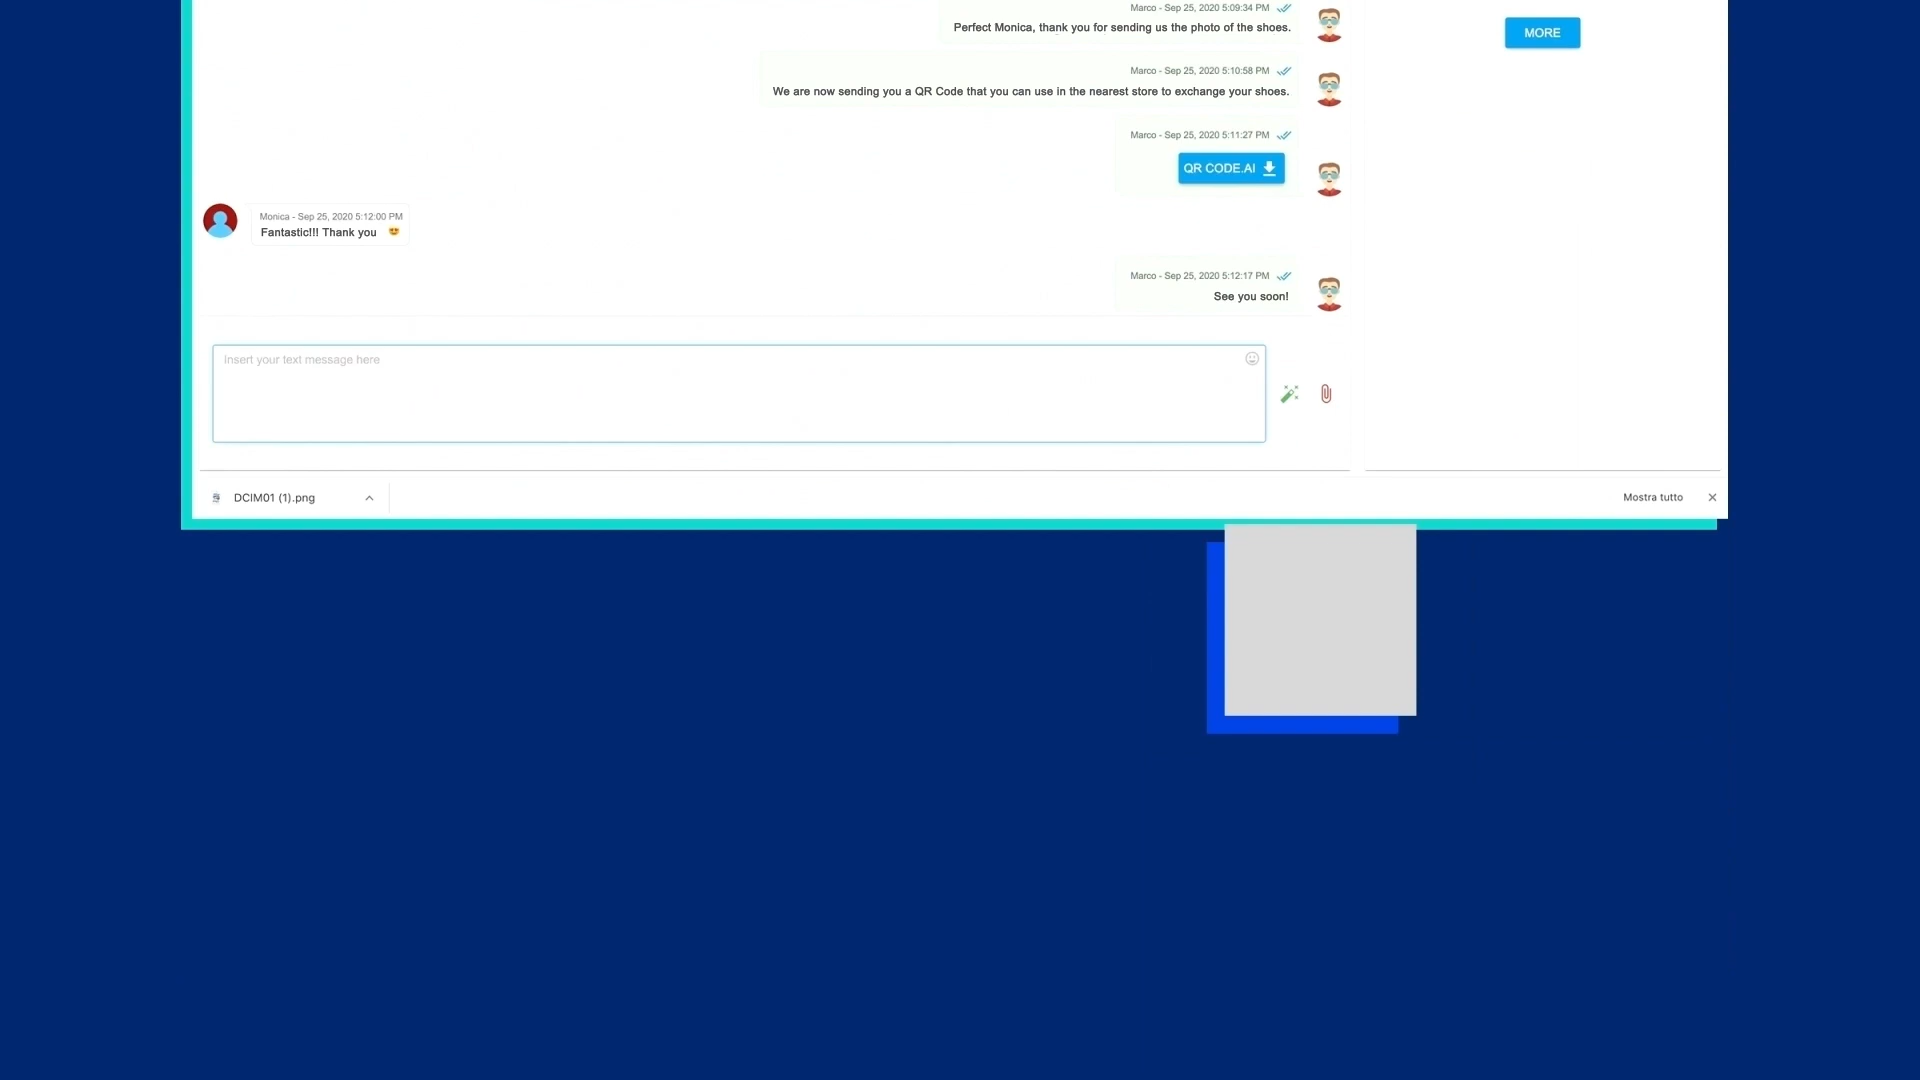 Marco - Sep 25, 2020 5:09:34 PM
Perfect Monica, thank you for sending us the photo of the shoes.
MORE
Marco - Sep 25, 2020 5:10:58 PM
We are now sending you a QR Code that you can use in the nearest store to exchange your shoes.
Marco - Sep 25, 2020 5:11:27 PM
QR CODE.AI
Monica - Sep 25, 2020 5:12:00 PM
Fantastic!!! Thank you 😍
Marco - Sep 25, 2020 5:12:17 PM
See you soon!
Insert your text message here
DCIM01 (1).png
Mostra tutto